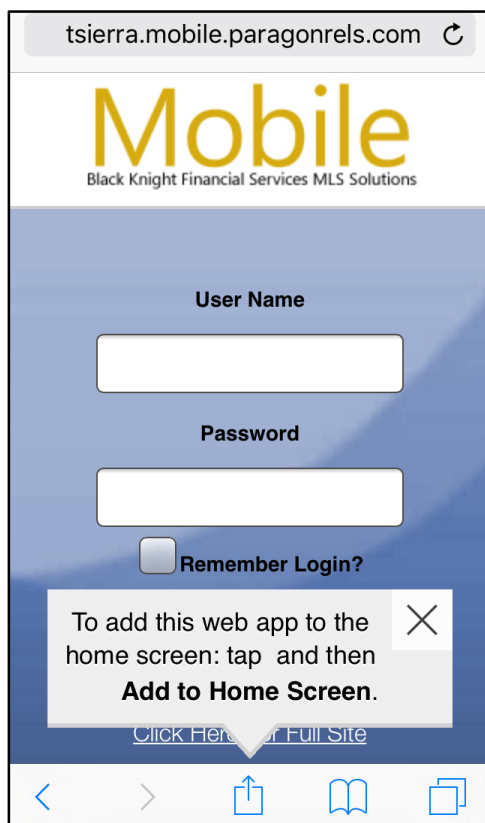 tsierra.mobile.paragonrels.com
Mobile
Black Knight Financial Services MLS Solutions
User Name
Password
Remember Login?
To add this web app to the
home screen: tap and then
Add to Home Screen.
Click Her Full Site